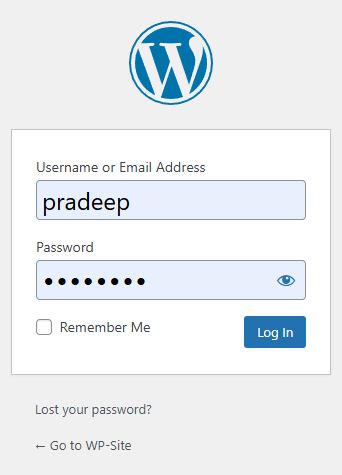 Username or Email Address
pradeep
Password
••••••••
Remember Me
Log In
Lost your password?
← Go to WP-Site